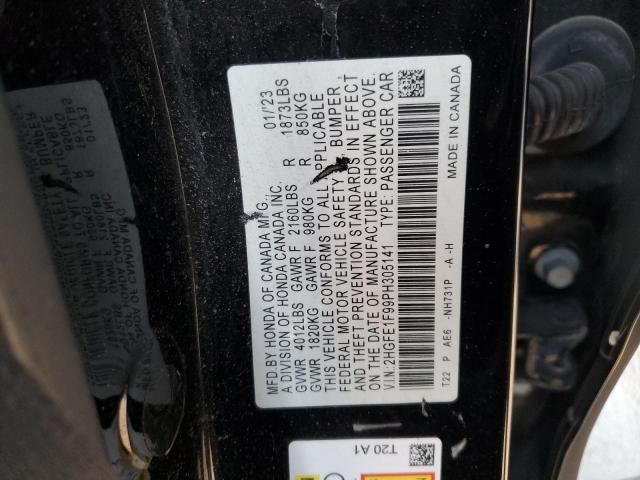 MFD.BY HONDA OF CANADA MFG. 01/'23
A DIVISION OF HONDA CANADA INC.
GVWR 4012LBS GAWR F 2160LBS R 1873LBS
GVWR 1820KG GAWR F 980KG R 850KG
THIS VEHICLE CONFORMS TO ALL APPLICABLE
FEDERAL MOTOR VEHICLE SAFETY, BUMPER,
AND THEFT PREVENTION STANDARDS IN EFFECT
ON THE DATE OF MANUFACTURE SHOWN ABOVE.
V.I.N.:2HGFE1F99PH305141 TYPE: PASSENGER CAR
T22 P AE6 -NH731P -A -H MADE IN CANADA
T20 A1